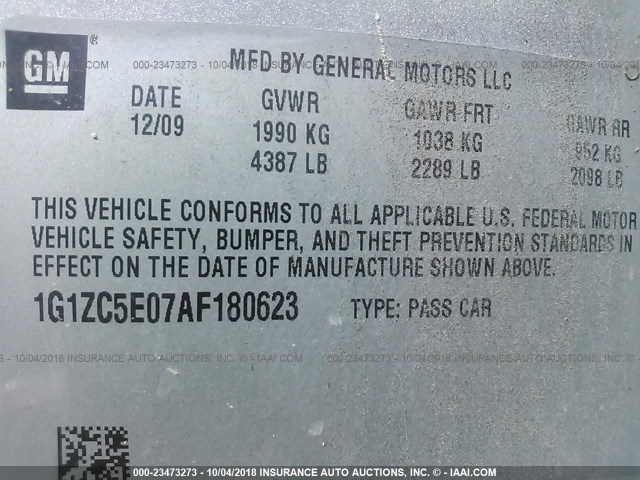 GM
MFD BY GENERAL MOTORS LLC
DATE GVWR GAWR FRT GAWR RR
12/09 1990 KG 1038 KG 952 KG
4387 LB 2289 LB 2098 LB
THIS VEHICLE CONFORMS TO ALL APPLICABLE U.S. FEDERAL MOTOR
VEHICLE SAFETY, BUMPER, AND THEFT PREVENTION STANDARDS IN
EFFECT ON THE DATE OF MANUFACTURE SHOWN ABOVE.
1G1ZC5E07AF180623 TYPE: PASS CAR
000-23473273 - 10/04/2018 INSURANCE AUTO AUCTIONS, INC. - © IAAI.COM